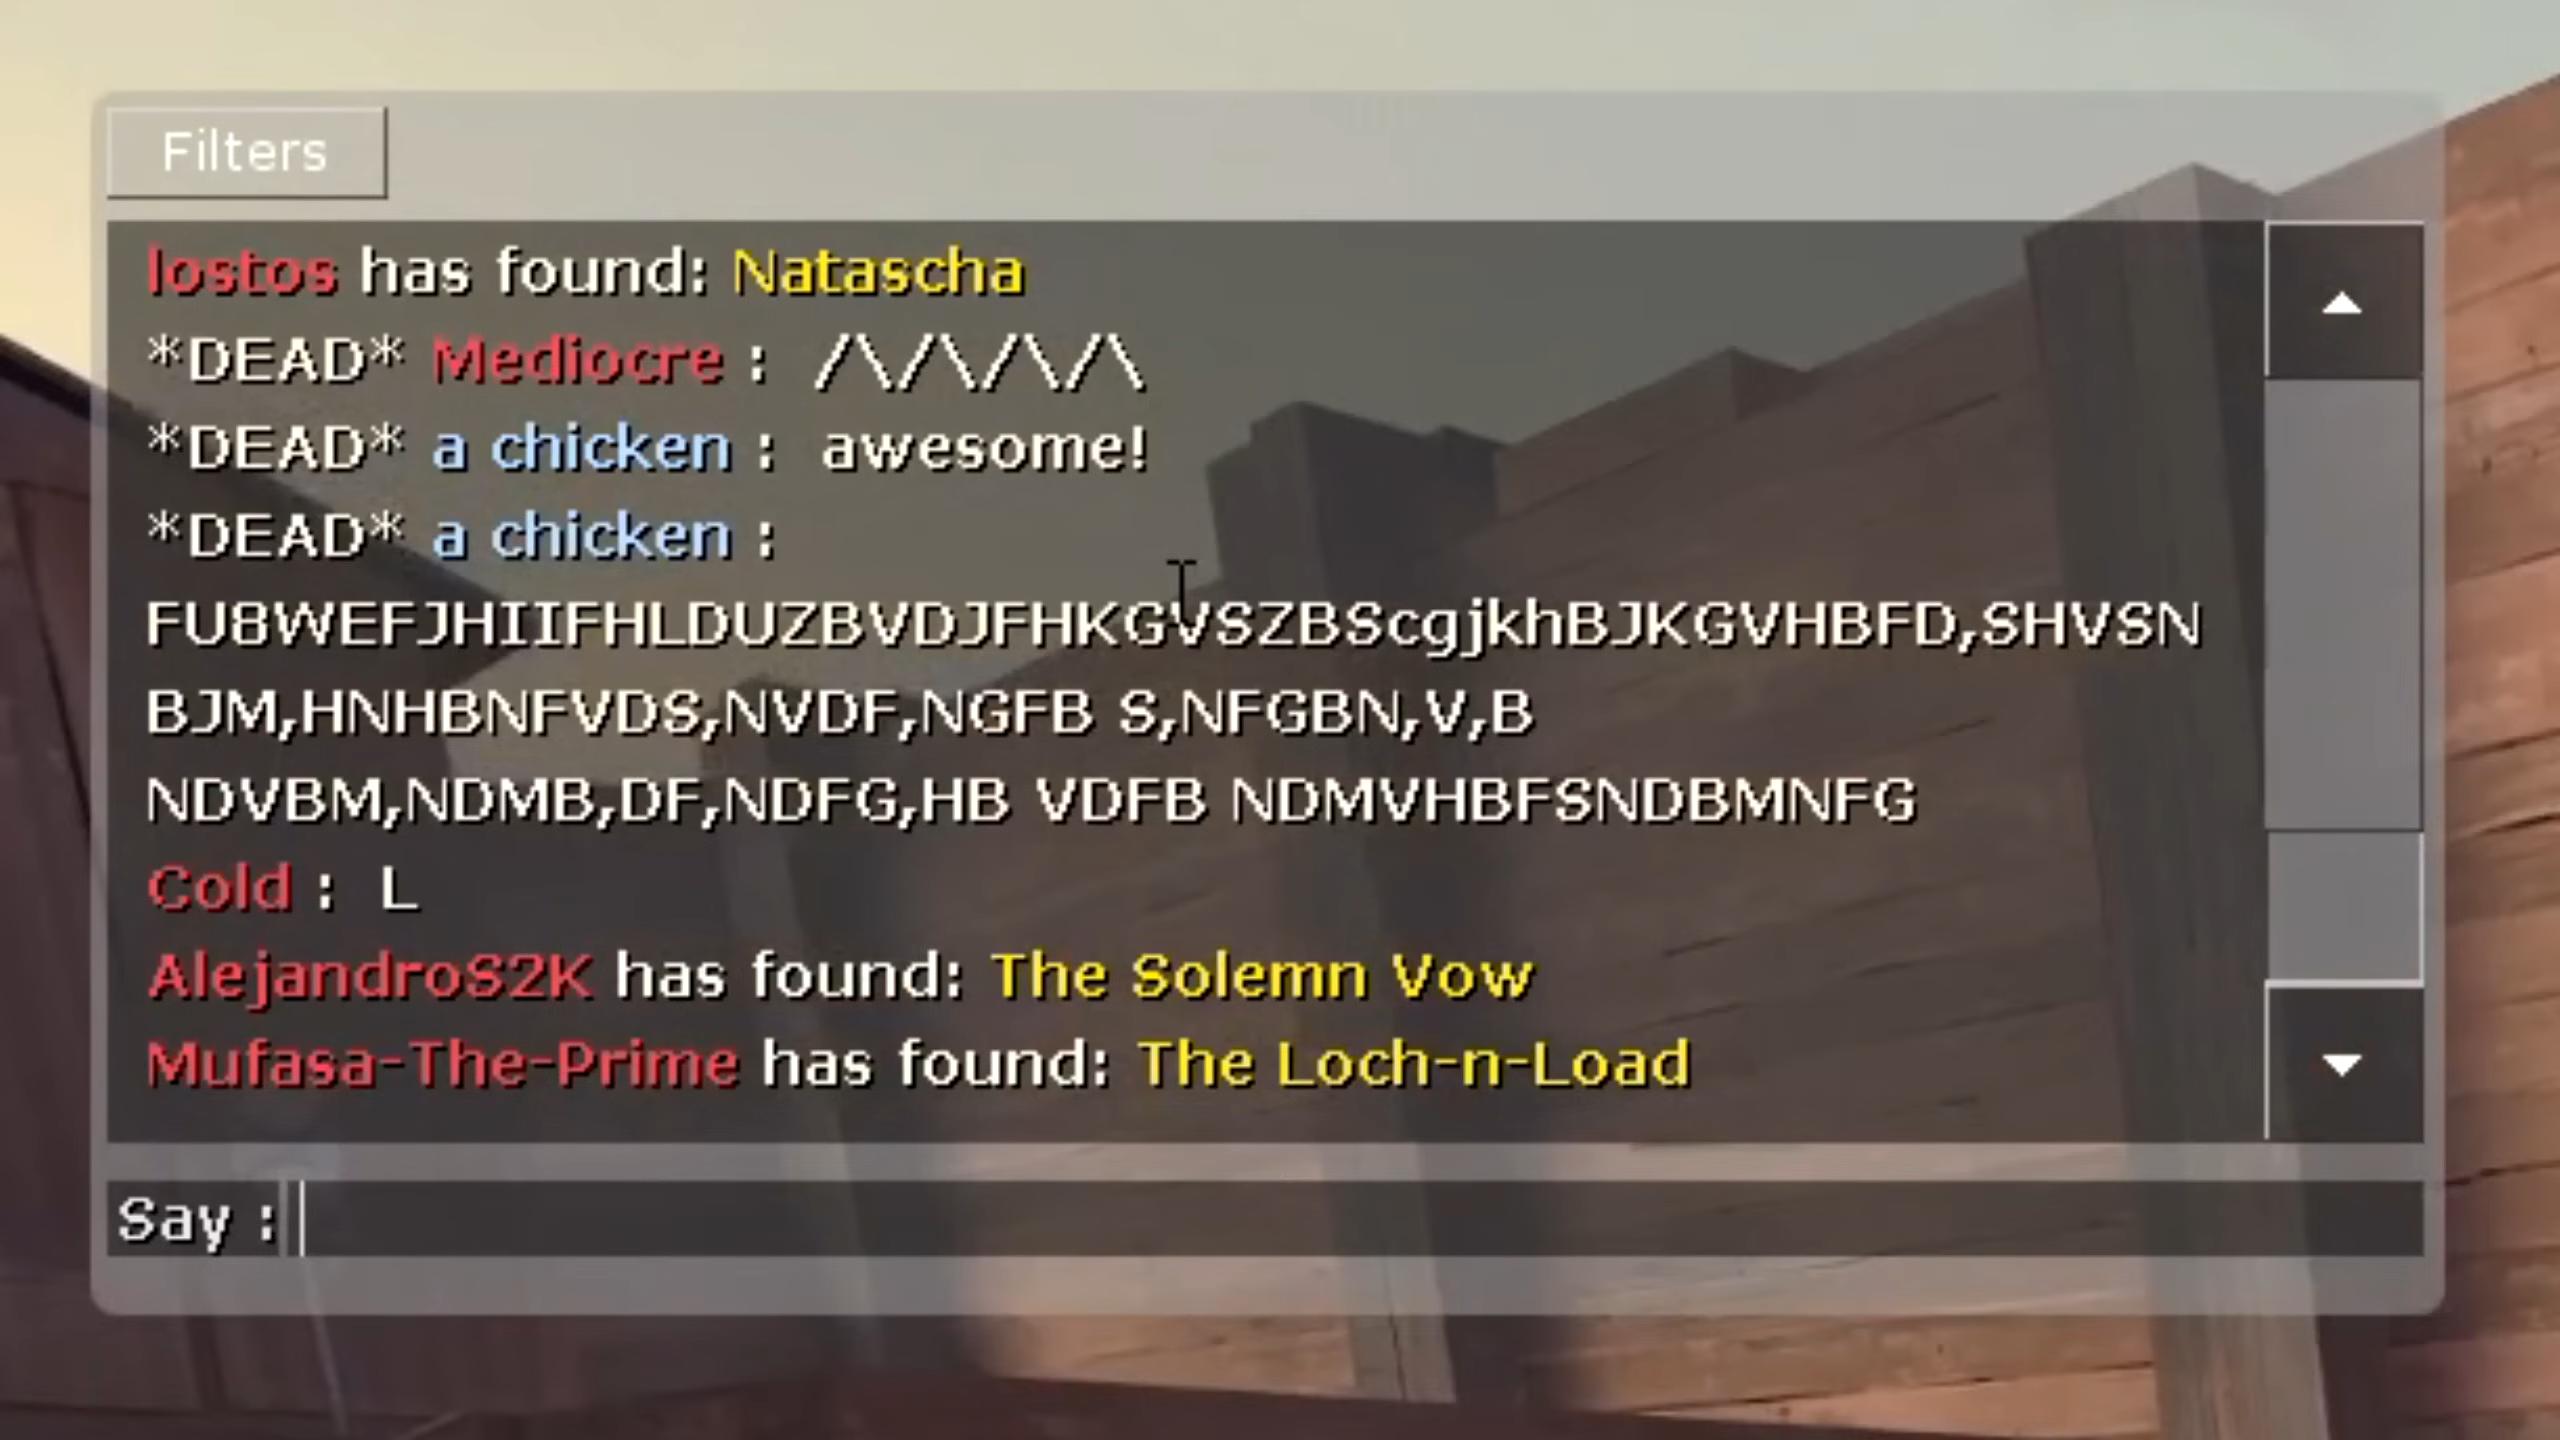 Filters
lostos has found: Natascha
*DEAD* Mediocre :  /\/\/\/\
*DEAD* a chicken :  awesome!
*DEAD* a chicken :
FU8WEFJHIIFHLDUZBVDJFHKGVSZBScgjkhBJKGVHBFD,SHVSN
BJM,HNHBNFVDS,NVDF,NGFB S,NFGBN,V,B
NDVBM,NDMB,DF,NDFG,HB VDFB NDMVHBFSNDBMNFG
Cold :  L
AlejandroS2K has found: The Solemn Vow
Mufasa-The-Prime has found: The Loch-n-Load
Say :